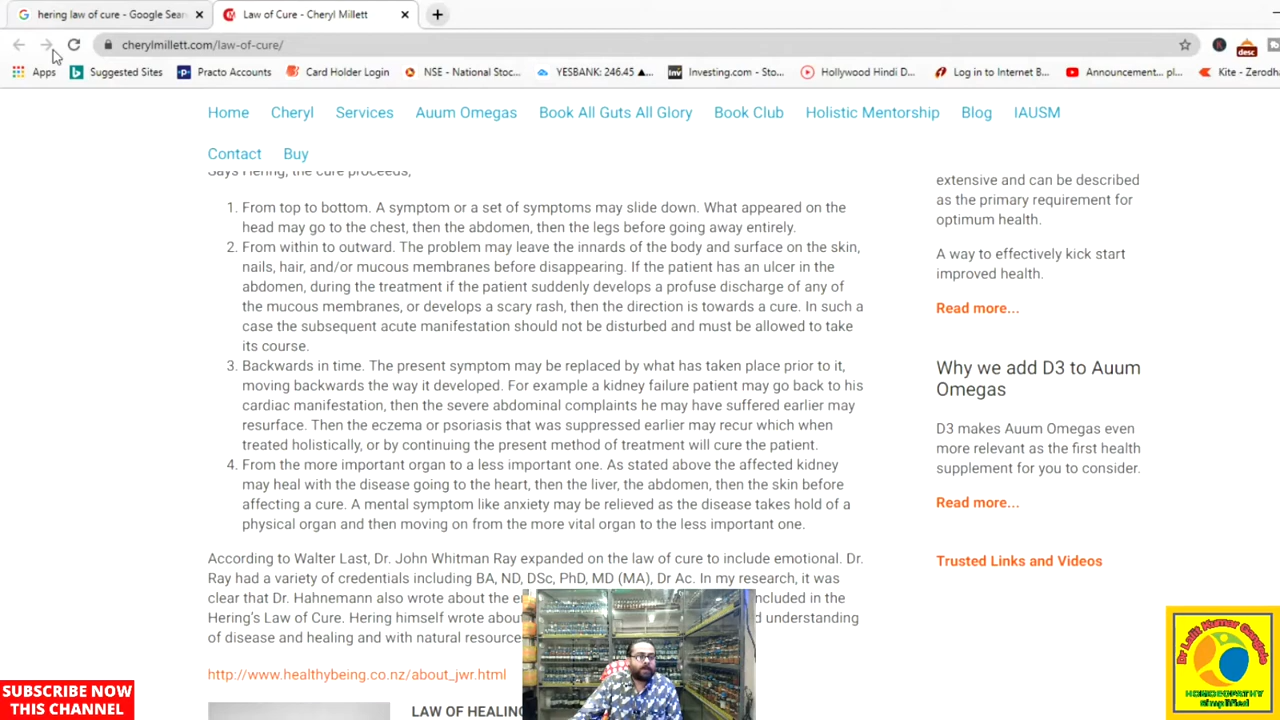 hering law of cure - Google Sear
Law of Cure - Cheryl Millett
cherylmillett.com/law-of-cure/
desc
Apps
Suggested Sites
Practo Accounts
Card Holder Login
NSE - National Stoc...
YESBANK: 246.45 ▲...
Investing.com - Sto...
Hollywood Hindi D...
Log in to Internet B...
Announcement... pl...
Kite - Zerodha
Home Cheryl Services Auum Omegas Book All Guts All Glory Book Club Holistic Mentorship Blog IAUSM
Contact Buy
Says Hering, the cure proceeds,
1. From top to bottom. A symptom or a set of symptoms may slide down. What appeared on the
head may go to the chest, then the abdomen, then the legs before going away entirely.
2. From within to outward. The problem may leave the innards of the body and surface on the skin,
nails, hair, and/or mucous membranes before disappearing. If the patient has an ulcer in the
abdomen, during the treatment if the patient suddenly develops a profuse discharge of any of
the mucous membranes, or develops a scary rash, then the direction is towards a cure. In such a
case the subsequent acute manifestation should not be disturbed and must be allowed to take
its course.
3. Backwards in time. The present symptom may be replaced by what has taken place prior to it,
moving backwards the way it developed. For example a kidney failure patient may go back to his
cardiac manifestation, then the severe abdominal complaints he may have suffered earlier may
resurface. Then the eczema or psoriasis that was suppressed earlier may recur which when
treated holistically, or by continuing the present method of treatment will cure the patient.
4. From the more important organ to a less important one. As stated above the affected kidney
may heal with the disease going to the heart, then the liver, the abdomen, then the skin before
affecting a cure. A mental symptom like anxiety may be relieved as the disease takes hold of a
physical organ and then moving on from the more vital organ to the less important one.
According to Walter Last, Dr. John Whitman Ray expanded on the law of cure to include emotional. Dr.
Ray had a variety of credentials including BA, ND, DSc, PhD, MD (MA), Dr Ac. In my research, it was
clear that Dr. Hahnemann also wrote about the e ncluded in the
Hering's Law of Cure. Hering himself wrote abou d understanding
of disease and healing and with natural resource
http://www.healthybeing.co.nz/about_jwr.html
LAW OF HEALING
extensive and can be described
as the primary requirement for
optimum health.
A way to effectively kick start
improved health.
Read more...
Why we add D3 to Auum
Omegas
D3 makes Auum Omegas even
more relevant as the first health
supplement for you to consider.
Read more...
Trusted Links and Videos
SUBSCRIBE NOW
THIS CHANNEL
Dr Lalit Kumar
HOMOEOPATHY
Simplified